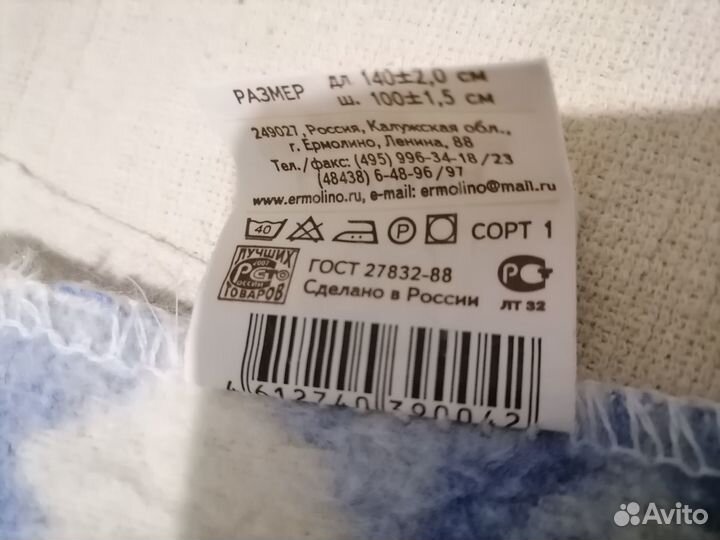 РАЗМЕР дл 140±2,0 см
ш. 100±1,5 см
249027, Россия, Калужская обл.,
г. Ермолино, Ленина, 88
Тел./факс: (495) 996-34-18/23
(48438) 6-48-96/97
www.ermolino.ru, e-mail: ermolino@mail.ru
40 P СОРТ 1
100 ЛУЧШИХ
ТОВАРОВ РОССИИ
ГОСТ 27832-88
Сделано в России
РСТ
ЛТ 32
4 612740 390042
Avito